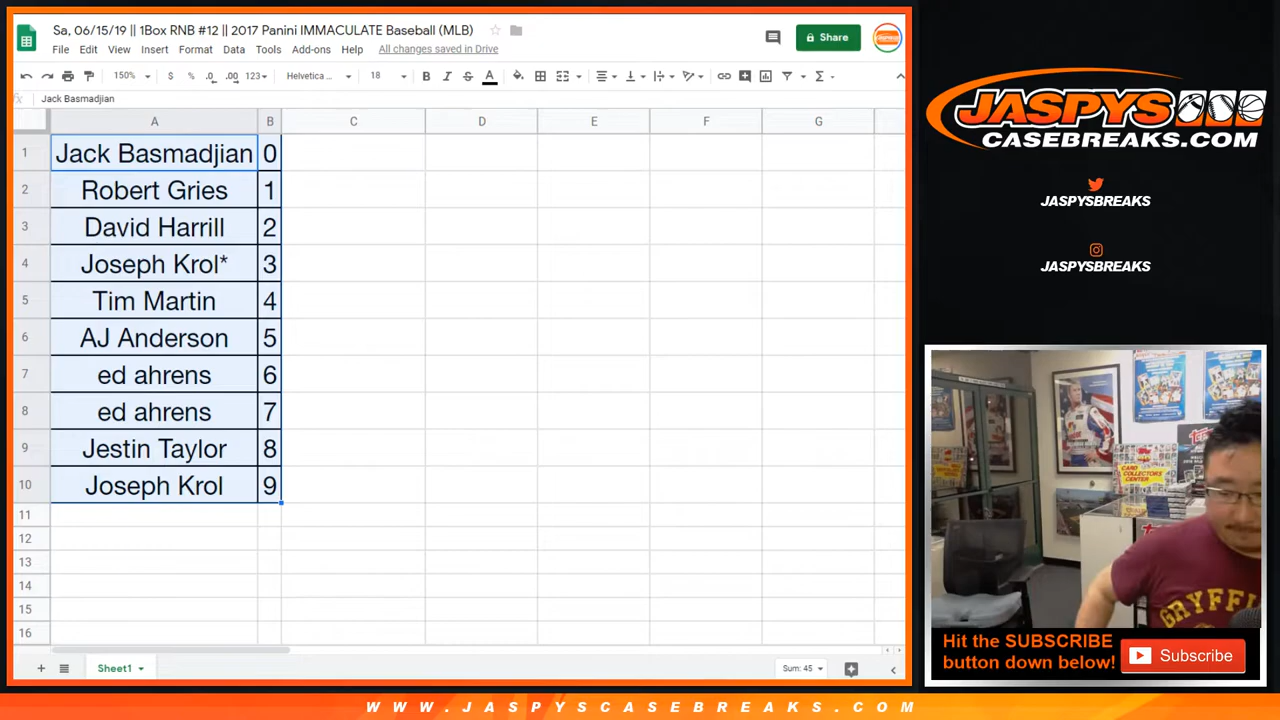 Sa, 06/15/19 || 1Box RNB #12 || 2017 Panini IMMACULATE Baseball (MLB)
File Edit View Insert Format Data Tools Add-ons Help All changes saved in Drive
Share
150% $ % .0 .00 123 Helvetica ... 18 B I S A
fx Jack Basmadjian
A B C D E F G
1 Jack Basmadjian 0
2 Robert Gries 1
3 David Harrill 2
4 Joseph Krol* 3
5 Tim Martin 4
6 AJ Anderson 5
7 ed ahrens 6
8 ed ahrens 7
9 Jestin Taylor 8
10 Joseph Krol 9
11
12
13
14
15
16
Sheet1
Sum: 45
JASPYS
CASEBREAKS.COM
JASPYSBREAKS
JASPYSBREAKS
CARD
COLLECTORS
CENTER
GRYFFI
Hit the SUBSCRIBE
button down below!
Subscribe
WWW.JASPYSCASEBREAKS.COM